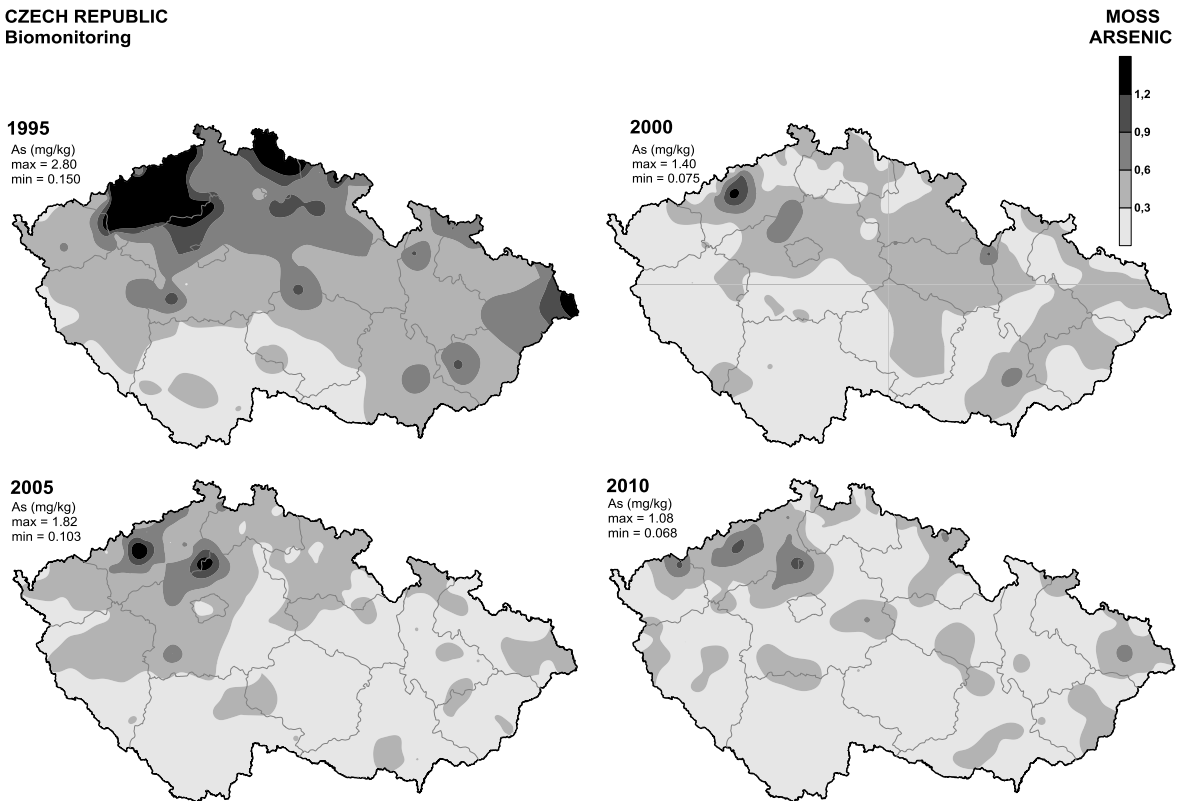 CZECH REPUBLIC
Biomonitoring
MOSS
ARSENIC
1,2
0,9
0,6
0,3
1995
As (mg/kg)
max = 2.80
min = 0.150
2000
As (mg/kg)
max = 1.40
min = 0.075
2005
As (mg/kg)
max = 1.82
min = 0.103
2010
As (mg/kg)
max = 1.08
min = 0.068